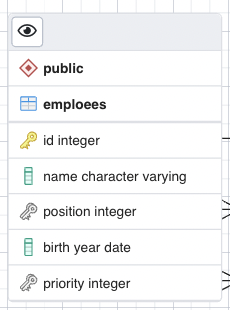 public
emploees
id integer
name character varying
position integer
birth year date
priority integer